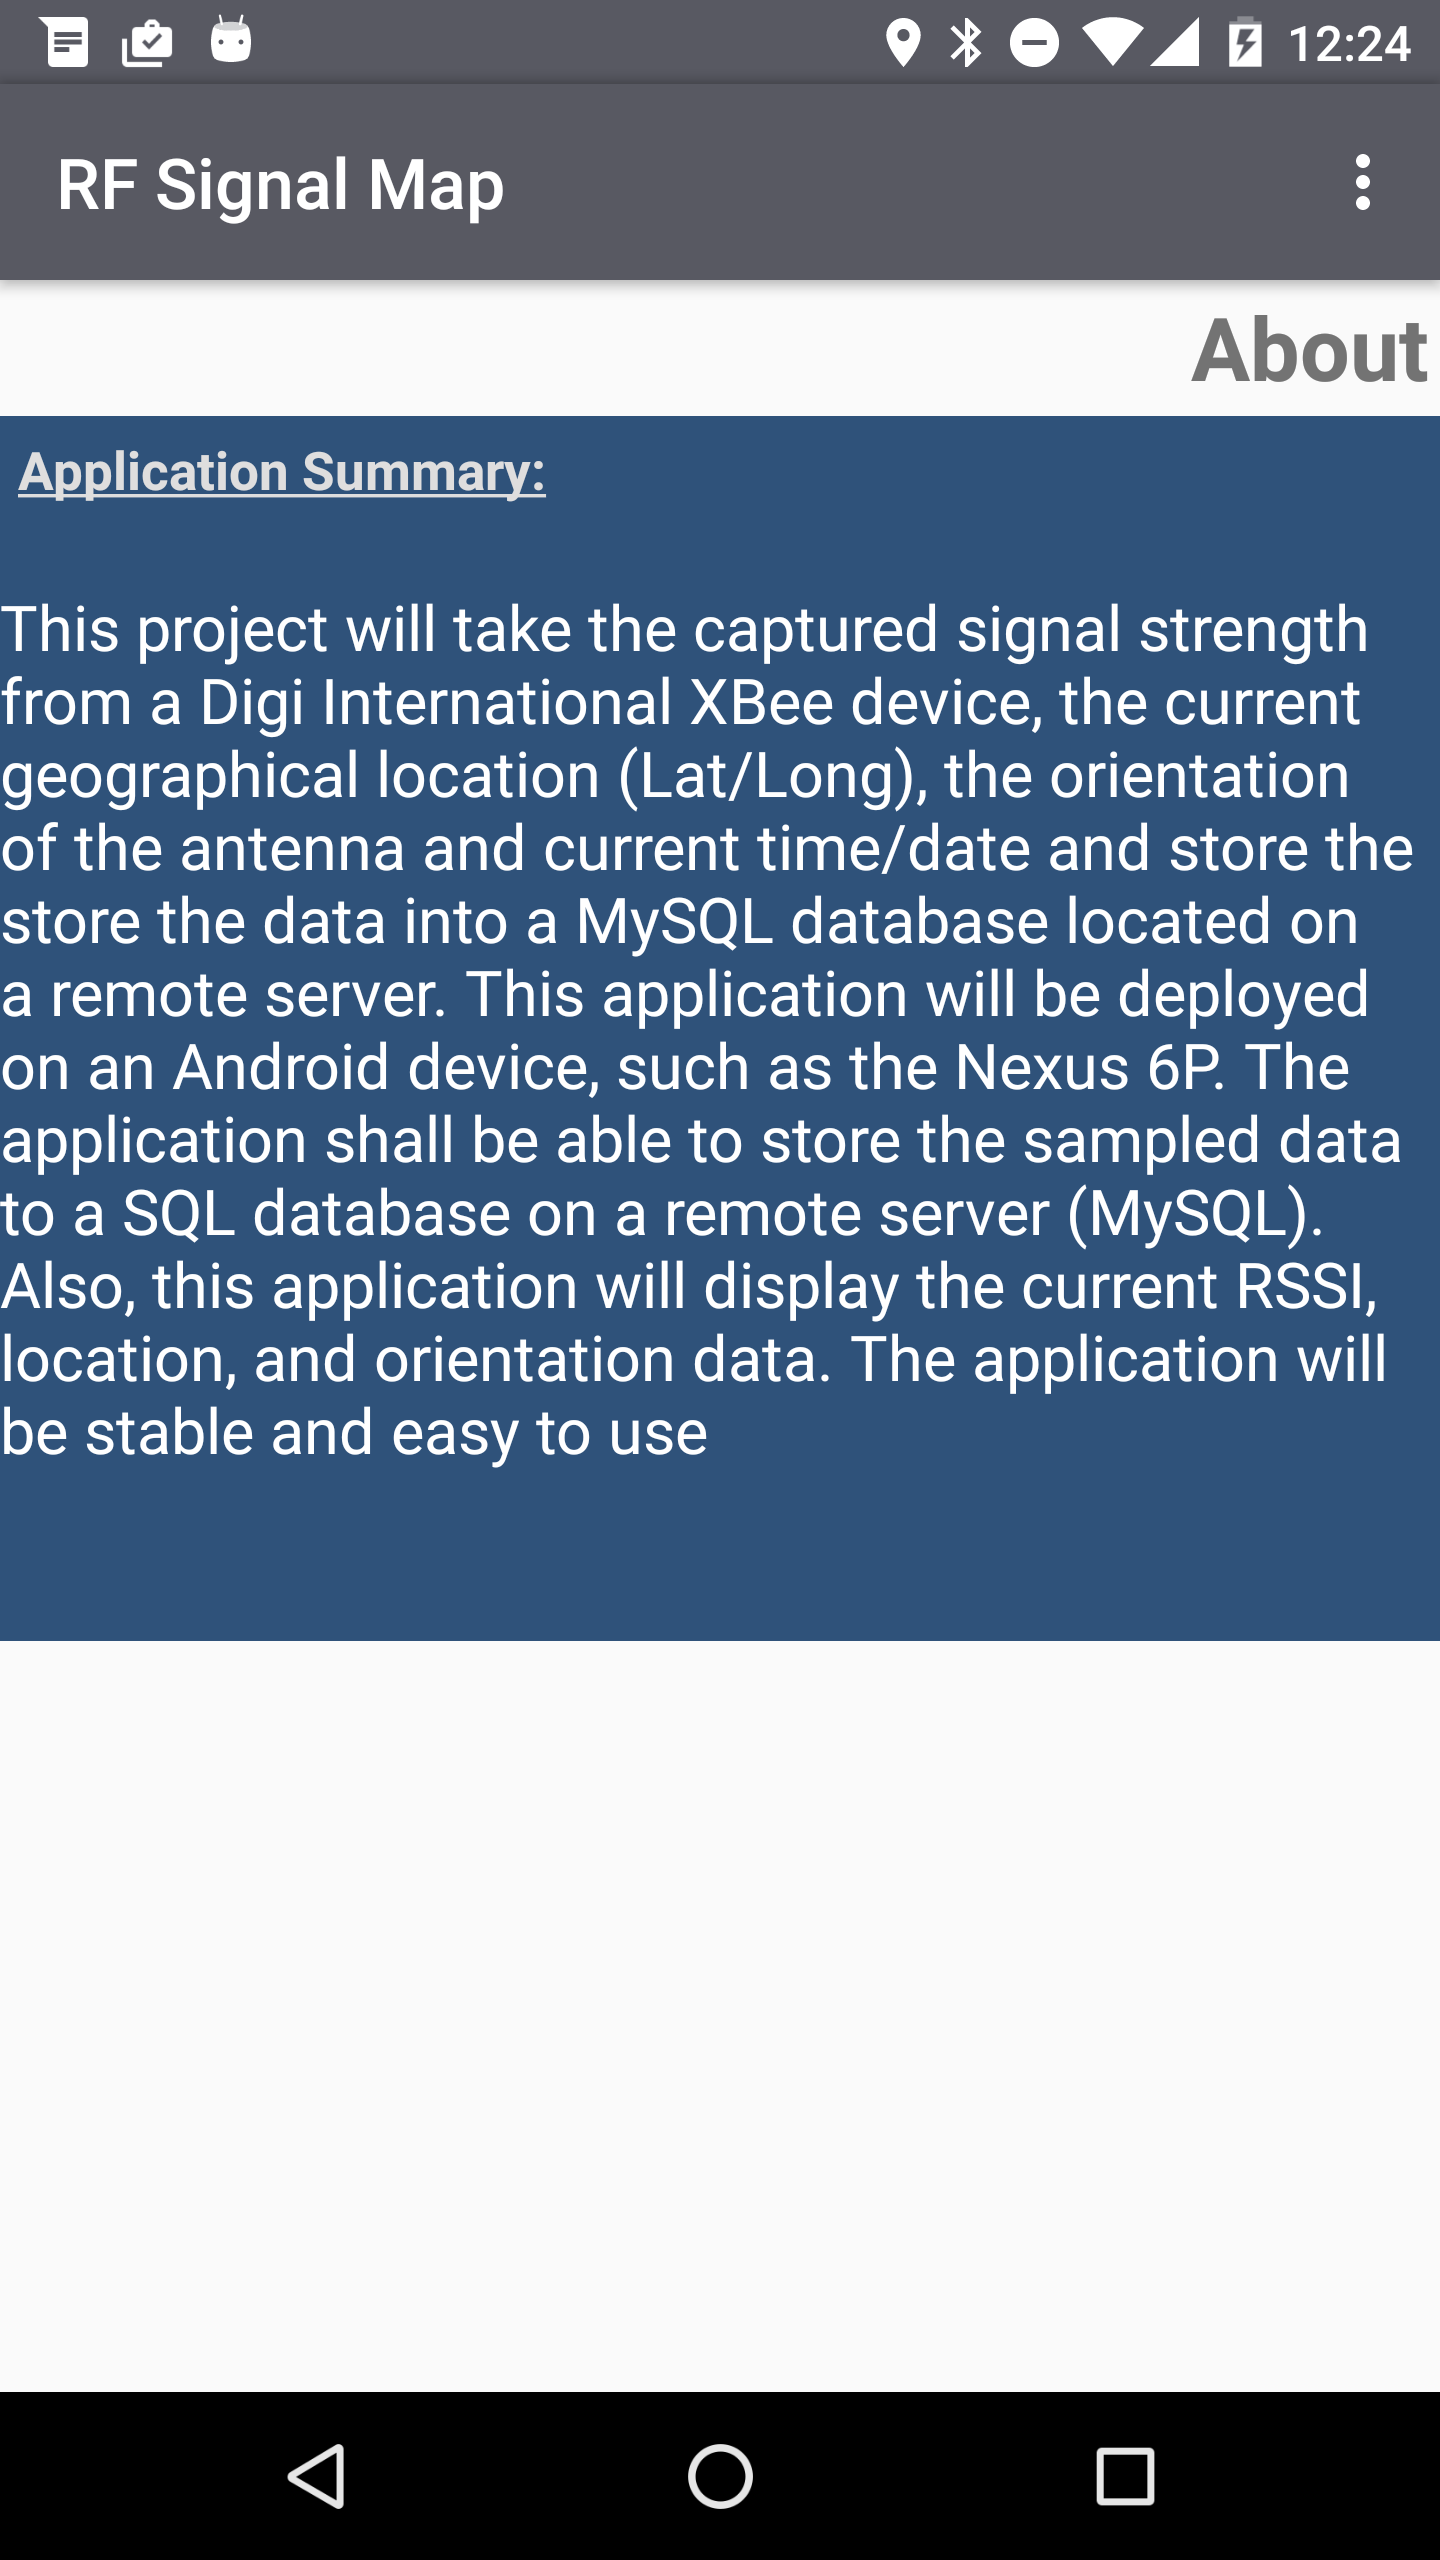 12:24
RF Signal Map
About
Application Summary:
This project will take the captured signal strength
from a Digi International XBee device, the current
geographical location (Lat/Long), the orientation
of the antenna and current time/date and store the
store the data into a MySQL database located on
a remote server. This application will be deployed
on an Android device, such as the Nexus 6P. The
application shall be able to store the sampled data
to a SQL database on a remote server (MySQL).
Also, this application will display the current RSSI,
location, and orientation data. The application will
be stable and easy to use